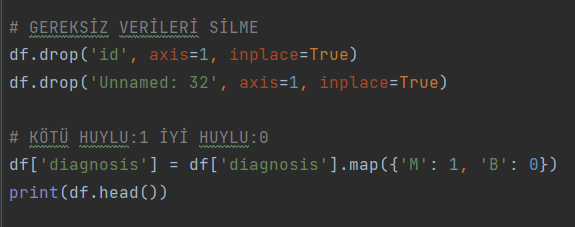 # GEREKSİZ VERİLERİ SİLME
df.drop('id', axis=1, inplace=True)
df.drop('Unnamed: 32', axis=1, inplace=True)
# KÖTÜ HUYLU:1 İYİ HUYLU:0
df['diagnosis'] = df['diagnosis'].map({'M': 1, 'B': 0})
print(df.head())